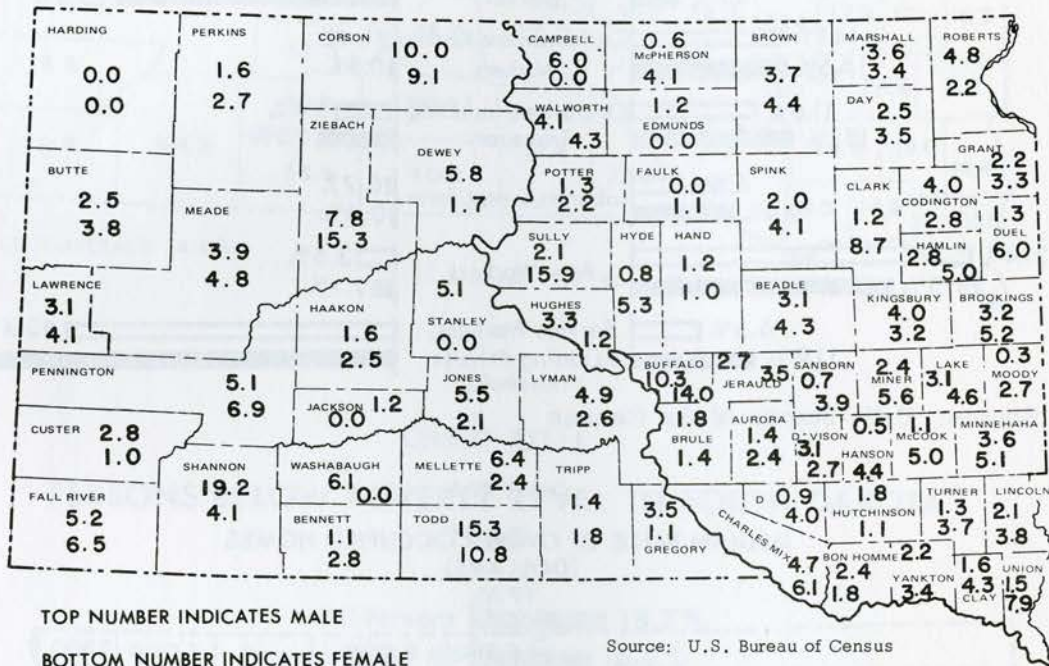 HARDING
0.0
0.0
PERKINS
1.6
2.7
CORSON
10.0
9.1
CAMPBELL
6.0
0.0
0.6
McPHERSON
4.1
BROWN
3.7
4.4
MARSHALL
3.6
3.4
ROBERTS
4.8
2.2
WALWORTH
4.1
4.3
1.2
EDMUNDS
0.0
DAY
2.5
3.5
GRANT
2.2
3.3
ZIEBACH
7.8
15.3
DEWEY
5.8
1.7
BUTTE
2.5
3.8
MEADE
3.9
4.8
POTTER
1.3
2.2
FAULK
0.0
1.1
SPINK
2.0
4.1
CLARK
1.2
8.7
4.0
CODINGTON
2.8
1.3
DUEL
6.0
HAMLIN
2.8
5.0
SULLY
2.1
15.9
HYDE
0.8
5.3
HAND
1.2
1.0
BEADLE
3.1
4.3
KINGSBURY
4.0
3.2
BROOKINGS
3.2
5.2
LAWRENCE
3.1
4.1
HAAKON
1.6
2.5
5.1
STANLEY
0.0
HUGHES
3.3
1.2
PENNINGTON
5.1
6.9
JACKSON
1.2
0.0
JONES
5.5
2.1
LYMAN
4.9
2.6
BUFFALO
10.3
14.0
2.7
JERAULD
3.5
SANBORN
0.7
3.9
2.4
MINER
5.6
LAKE
3.1
4.6
0.3
MOODY
2.7
CUSTER
2.8
1.0
1.8
BRULE
1.4
AURORA
1.4
2.4
D VISON
3.1
2.7
0.5
HANSON
4.4
1.1
McCOOK
5.0
MINNEHAHA
3.6
5.1
FALL RIVER
5.2
6.5
SHANNON
19.2
4.1
WASHABAUGH
6.1
0.0
MELLETTE
6.4
2.4
TRIPP
1.4
1.8
BENNETT
2.8
TODD
15.3
10.8
3.5
1.1
GREGORY
CHARLES MIX
4.7
6.1
D
0.9
4.0
1.8
HUTCHINSON
1.1
TURNER
1.3
3.7
LINCOLN
2.1
3.8
BON HOMME
2.4
1.8
2.2
YANKTON
3.4
1.6
4.3
CLAY
UNION
1.5
7.9
TOP NUMBER INDICATES MALE
BOTTOM NUMBER INDICATES FEMALE
Source: U.S. Bureau of Census